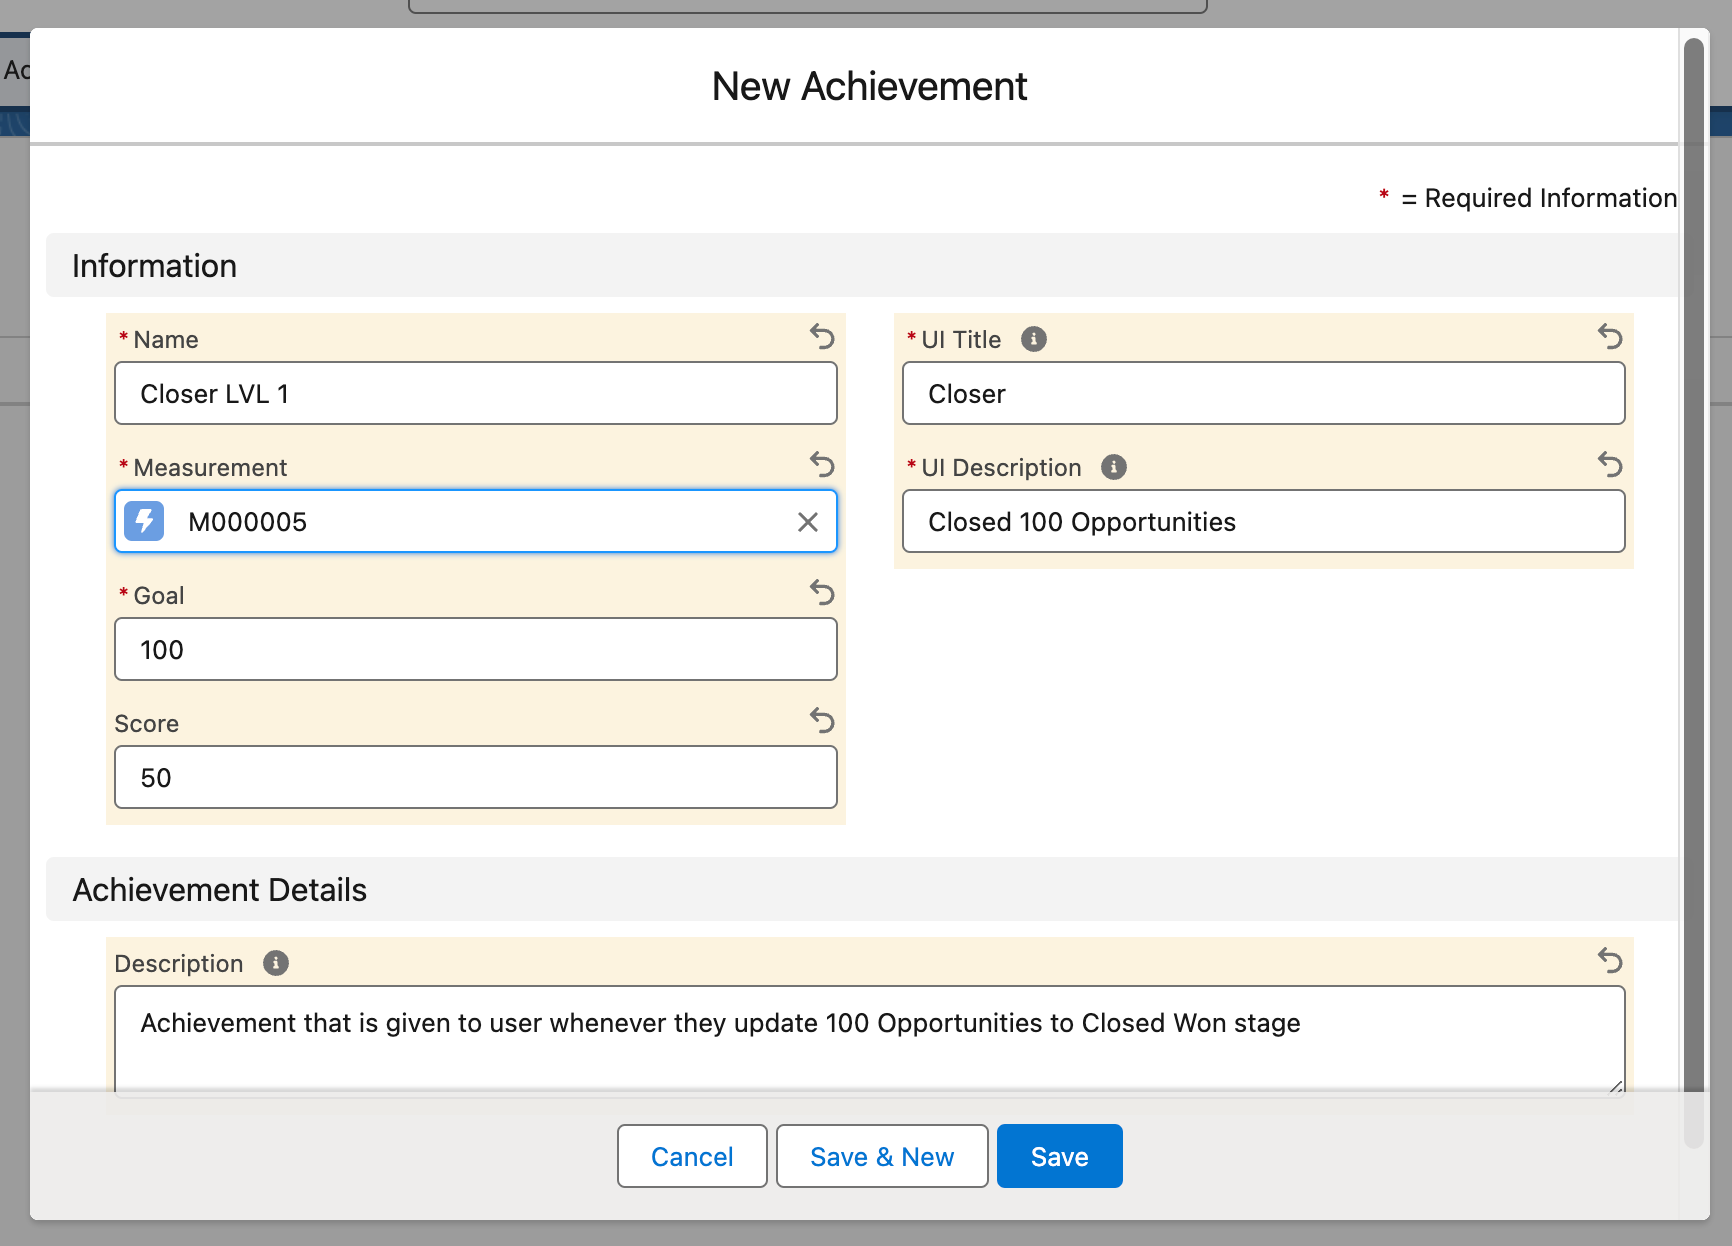 Ac
New Achievement
* = Required Information
Information
* Name
Closer LVL 1
* UI Title
Closer
* Measurement
M000005
* UI Description
Closed 100 Opportunities
* Goal
100
Score
50
Achievement Details
Description
Achievement that is given to user whenever they update 100 Opportunities to Closed Won stage
Cancel
Save & New
Save